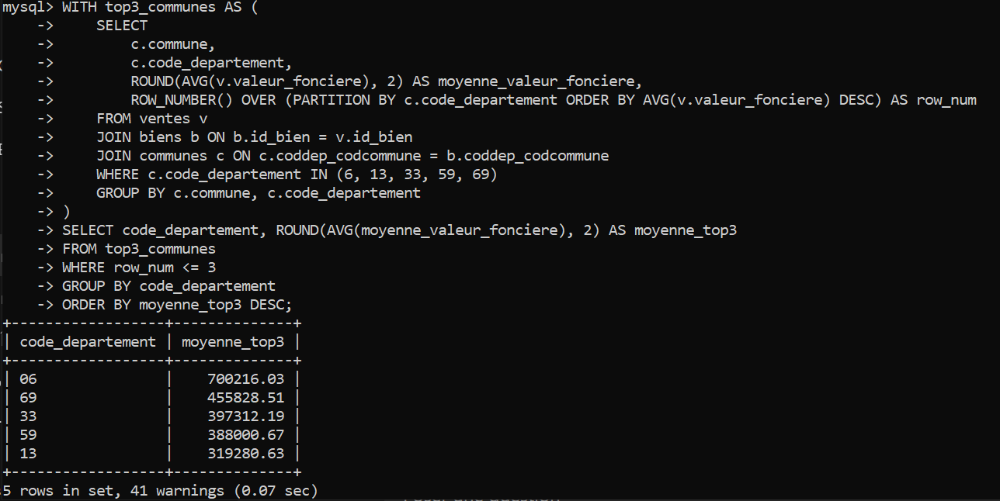 mysql> WITH top3_communes AS (
    ->     SELECT
    ->         c.commune,
    ->         c.code_departement,
    ->         ROUND(AVG(v.valeur_fonciere), 2) AS moyenne_valeur_fonciere,
    ->         ROW_NUMBER() OVER (PARTITION BY c.code_departement ORDER BY AVG(v.valeur_fonciere) DESC) AS row_num
    ->     FROM ventes v
    ->     JOIN biens b ON b.id_bien = v.id_bien
    ->     JOIN communes c ON c.coddep_codcommune = b.coddep_codcommune
    ->     WHERE c.code_departement IN (6, 13, 33, 59, 69)
    ->     GROUP BY c.commune, c.code_departement
    -> )
    -> SELECT code_departement, ROUND(AVG(moyenne_valeur_fonciere), 2) AS moyenne_top3
    -> FROM top3_communes
    -> WHERE row_num <= 3
    -> GROUP BY code_departement
    -> ORDER BY moyenne_top3 DESC;
+------------------+--------------+
| code_departement | moyenne_top3 |
+------------------+--------------+
| 06               |    700216.03 |
| 69               |    455828.51 |
| 33               |    397312.19 |
| 59               |    388000.67 |
| 13               |    319280.63 |
+------------------+--------------+
5 rows in set, 41 warnings (0.07 sec)